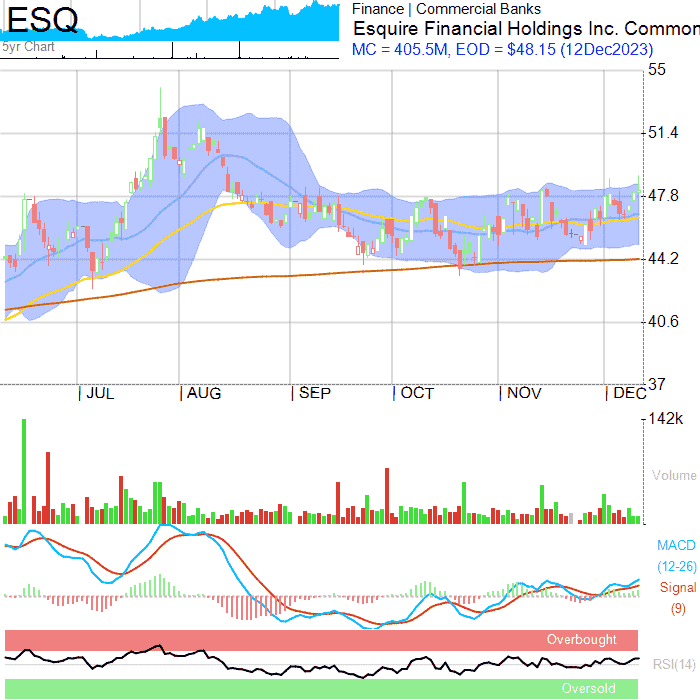 ESQ
5yr Chart
Finance | Commercial Banks
Esquire Financial Holdings Inc. Common
MC = 405.5M, EOD = $48.15 (12Dec2023)
55
51.4
47.8
44.2
40.6
37
JUL AUG SEP OCT NOV DEC
142k
Volume
MACD
(12-26)
Signal
(9)
Overbought
RSI(14)
Oversold